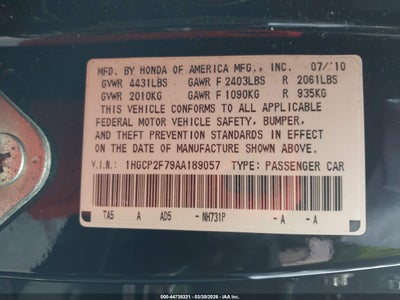 MFD. BY HONDA OF AMERICA MFG., INC. 07/10
GVWR 4431LBS GAWR F 2403LBS R 2061LBS
GVWR 2010KG GAWR F 1090KG R 935KG
THIS VEHICLE CONFORMS TO ALL APPLICABLE
FEDERAL MOTOR VEHICLE SAFETY, BUMPER,
AND THEFT PREVENTION STANDARDS IN EFFECT
ON THE DATE OF MANUFACTURE SHOWN ABOVE.
V.I.N.: 1HGCP2F79AA189057 TYPE: PASSENGER CAR
TA5 A AD5 - NH731P - A - A
000-44738321 - 03/30/2026 - IAA, Inc.